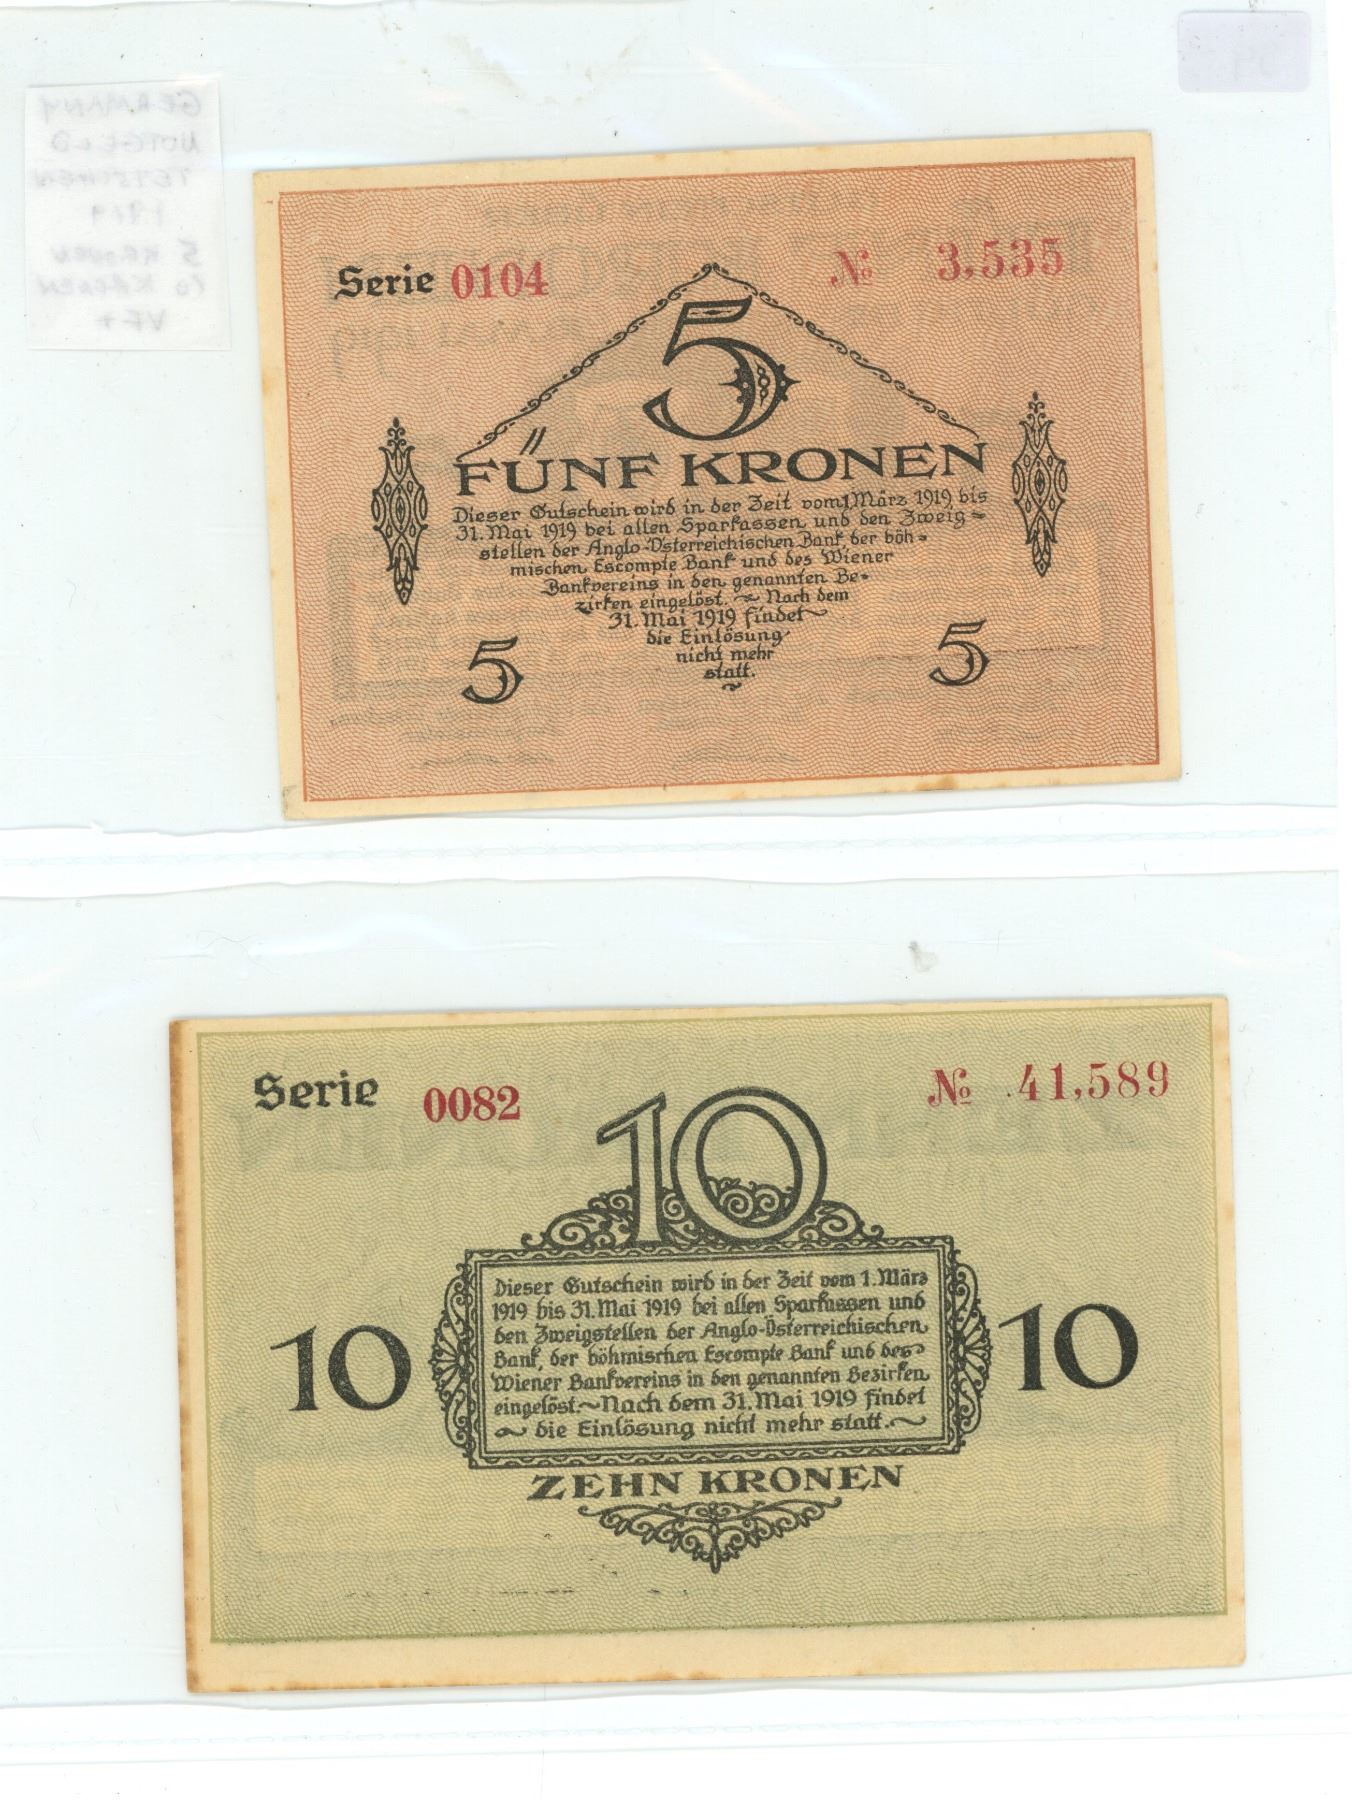 GERMANY
NOTGELD
TETSCHEN
1919
5 KRONEN
10 KRONEN
VF+
Serie 0104 № 3,535
5
FÜNF KRONEN
Dieser Gutschein wird in der Zeit vom 1. März 1919 bis
31. Mai 1919 bei allen Sparkassen und den Zweig=
stellen der Anglo-Österreichischen Bank, der böh=
mischen Escompte Bank und des Wiener
Bankvereins in den genannten Be=
zirken eingelöst. ~ Nach dem
31. Mai 1919 findet
die Einlösung
nicht mehr
statt.
5 5
Serie 0082 № 41,589
10
Dieser Gutschein wird in der Zeit vom 1. März
1919 bis 31. Mai 1919 bei allen Sparkassen und
den Zweigstellen der Anglo-Österreichischen
Bank, der böhmischen Escompte Bank und des
Wiener Bankvereins in den genannten Bezirken
eingelöst.~Nach dem 31. Mai 1919 findet
die Einlösung nicht mehr statt.
10 10
ZEHN KRONEN